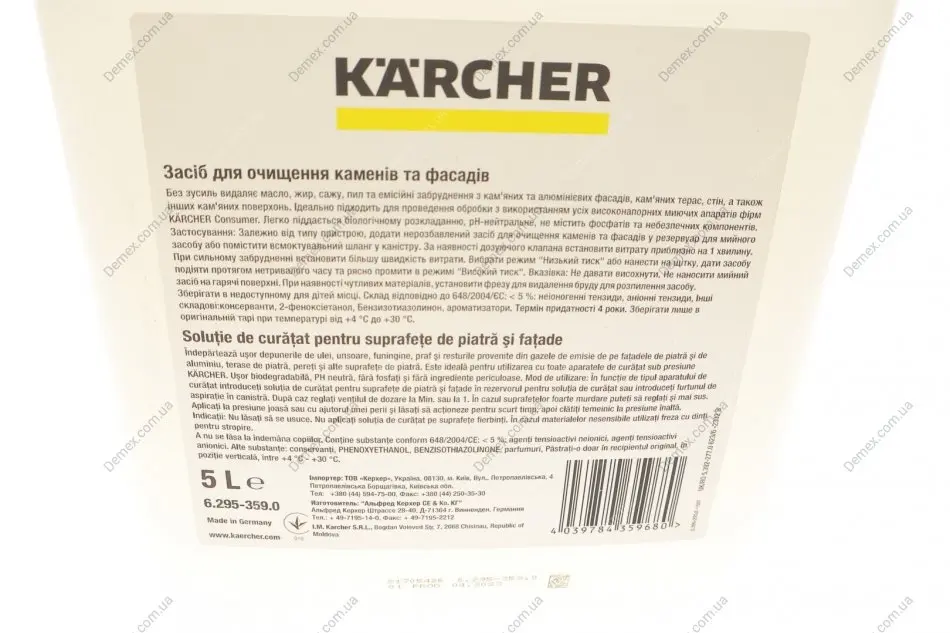 KÄRCHER
Засіб для очищення каменів та фасадів
Без зусиль видаляє масло, жир, сажу, пил та емісійні забруднення з кам'яних та алюмінієвих фасадів, кам'яних терас, стін, а також
інших кам'яних поверхонь. Ідеально підходить для проведення обробки з використанням усіх високонапорних миючих апаратів фірм
KÄRCHER Consumer. Легко піддається біологічному розкладанню, pH-нейтральне, не містить фосфатів та небезпечних компонентів.
Застосування: Залежно від типу пристрою, додати нерозбавлений засіб для очищення каменів та фасадів у резервуар для мийного
засобу або помістити всмоктувальний шланг у каністру. За наявності дозуючого клапана встановити витрату приблизно на 1 хвилину.
При сильному забрудненні встановити більшу швидкість витрати. Вибрати режим "Низький тиск" або нанести на щітку, дати засобу
подіяти протягом нетривалого часу та рясно промити в режимі "Високий тиск". Вказівка: Не давати висохнути. Не наносити мийний
засіб на гарячі поверхні. При наявності чутливих матеріалів, установити фрезу для видалення бруду для розпилення засобу.
Зберігати в недоступному для дітей місці. Склад відповідно до 648/2004/ЄС: < 5 %: неіоногенні тензиди, аніонні тензиди, Інші
складові:консерванти, 2-феноксіетанол, Бензизотиазолинон, ароматизатори. Термін придатності 4 роки. Зберігати лише в
оригінальній тарі при температурі від +4 °C до +30 °C.
Soluție de curățat pentru suprafețe de piatră și fațade
Îndepărtează ușor depunerile de ulei, unsoare, funingine, praf și resturile provenite din gazele de emisie de pe fațadele de piatră și de
aluminiu, terase de piatră, pereți și alte suprafețe de piatră. Este ideală pentru utilizarea cu toate aparatele de curățat sub presiune
KÄRCHER. Ușor biodegradabilă, PH neutră, fără fosfați și fără ingrediente periculoase. Mod de utilizare: În funcție de tipul aparatului de
curățat introduceți soluția de curățat pentru suprafețe de piatră și fațade în rezervorul pentru soluția de curățat sau introduceți furtunul de
aspirație în canistră. După caz reglați ventilul de dozare la Min. sau la 1. În cazul suprafețelor foarte murdare puteți să reglați și mai sus.
Aplicați la presiune joasă sau cu ajutorul unei perii și lăsați să acționeze pentru scurt timp, apoi clătiți temeinic la presiune înaltă.
Indicații: Nu lăsați să se usuce. Nu aplicați soluția de curățat pe suprafețe fierbinți. În cazul materialelor nesensibile utilizați freza cu dinți
pentru stropire.
A nu se lăsa la îndemâna copiilor. Conține substanțe conform 648/2004/CE: < 5 %, agenți tensioactivi neionici, agenți tensioactivi
anionici. Alte substanțe: conservanți, PHENOXYETHANOL, BENZISOTHIAZOLINONE, parfumuri, Păstrați-o doar în recipientul original, în
poziție verticală, între +4 °C - +30 °C.
5 L e
6.295-359.0
Made in Germany
www.kaercher.com
Імпортер: ТОВ «Керхер», Україна, 08130, м. Київ, Вул.. Петропавлівська, 4
Петропавлівська Борщагівка, Київська обл.
Тел: +380 (44) 594-75-00, Факс: +380 (44) 250-35-30
Изготовитель: "Альфред Керхер СЕ & Ко. КГ"
Альфред Керхер Штрассе 28-40, Д-71364 г. Винненден, Германия
Тел.: + 49-7195-14-0, Факс: +49-7195-2212
I.M. Karcher S.R.L., Bogdan Voievod Str, 7, 2068 Chisinau, Republic of
Moldova
4 039784 359680 >
6.295-359.0
01 PROD 04.2023
Demex.com.ua